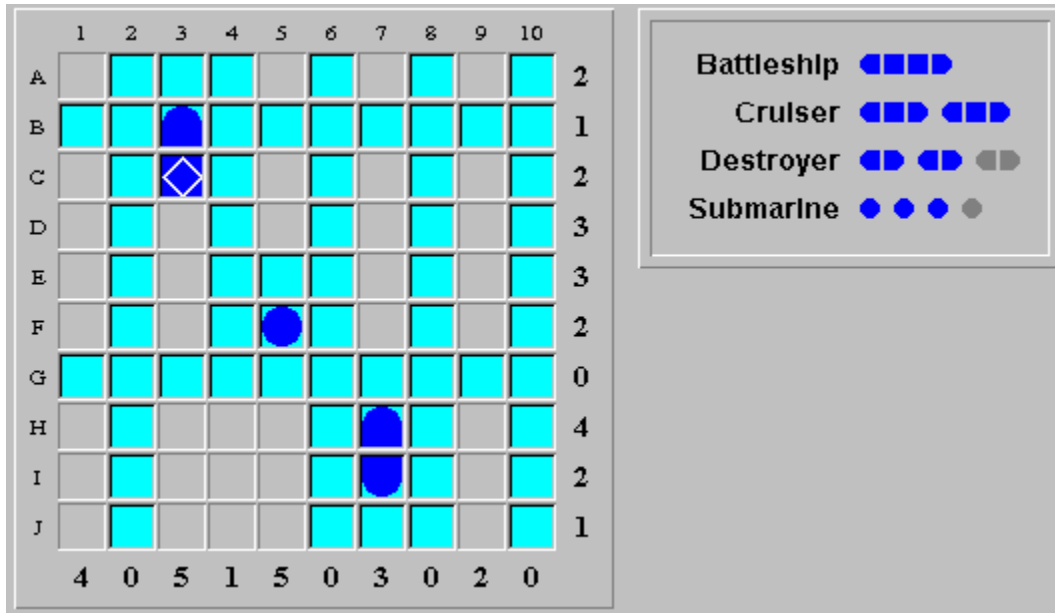 1 2 3 4 5 6 7 8 9 10
A 2
B 1
C 2
D 3
E 3
F 2
G 0
H 4
I 2
J 1
4 0 5 1 5 0 3 0 2 0
Battleship
Cruiser
Destroyer
Submarine